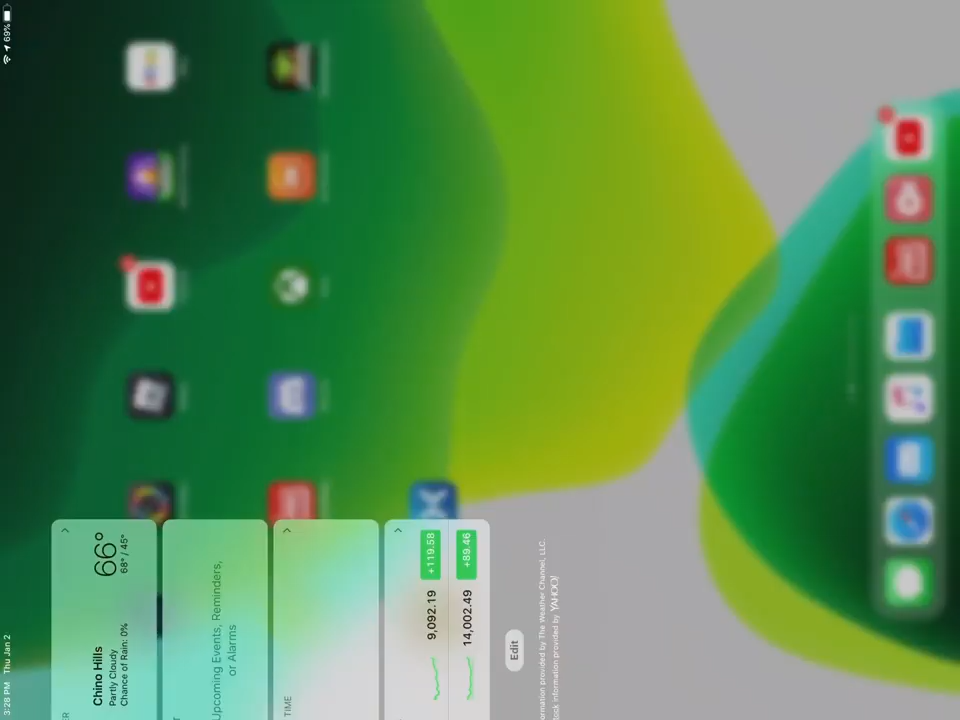 3:28 PM Thu Jan 2
69%
Chino Hills
Partly Cloudy
Chance of Rain: 0%
66°
68° / 45°
Upcoming Events, Reminders,
or Alarms
TIME
9,092.19 +119.58
14,002.49 +89.46
Edit
provided by The Weather Channel, LLC.
information provided by YAHOO!